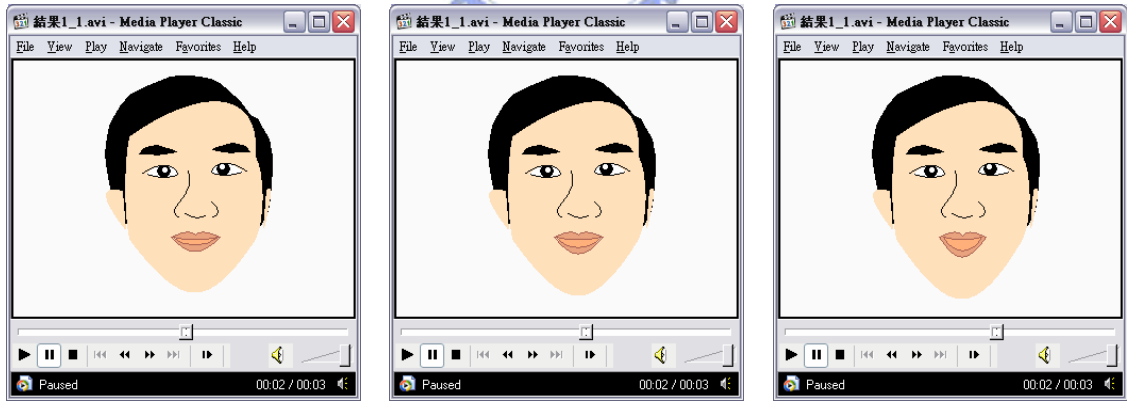 結果1_1.avi - Media Player Classic
File View Play Navigate Favorites Help
Paused 00:02 / 00:03
結果1_1.avi - Media Player Classic
File View Play Navigate Favorites Help
Paused 00:02 / 00:03
結果1_1.avi - Media Player Classic
File View Play Navigate Favorites Help
Paused 00:02 / 00:03